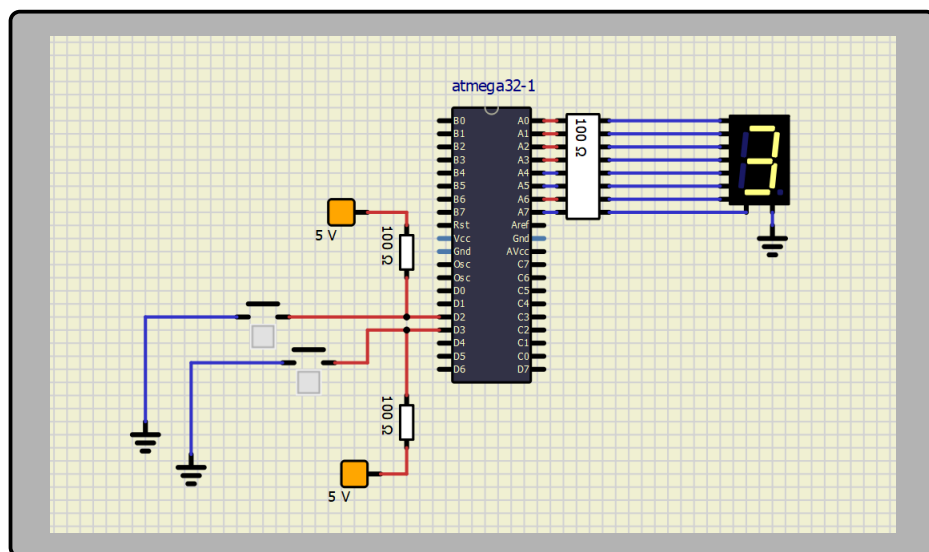 atmega32-1
B0 A0
B1 A1
B2 A2
B3 A3
B4 A4
B5 A5
B6 A6
B7 A7
Rst Aref
Vcc Gnd
Gnd AVcc
Osc C7
Osc C6
D0 C5
D1 C4
D2 C3
D3 C2
D4 C1
D5 C0
D6 D7
100 Ω
5 V
100 Ω
100 Ω
5 V